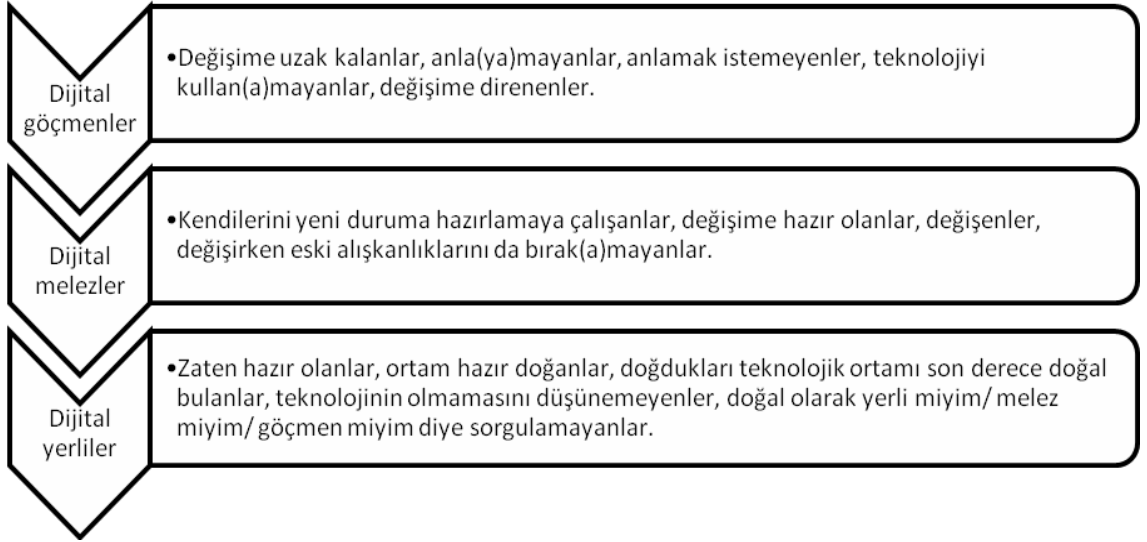 Dijital
göçmenler
•Değişime uzak kalanlar, anla(ya)mayanlar, anlamak istemeyenler, teknolojiyi
kullan(a)mayanlar, değişime direnenler.
Dijital
melezler
•Kendilerini yeni duruma hazırlamaya çalışanlar, değişime hazır olanlar, değişenler,
değişirken eski alışkanlıklarını da bırak(a)mayanlar.
Dijital
yerliler
•Zaten hazır olanlar, ortam hazır doğanlar, doğdukları teknolojik ortamı son derece doğal
bulanlar, teknolojinin olmamasını düşünemeyenler, doğal olarak yerli miyim/ melez
miyim/ göçmen miyim diye sorgulamayanlar.